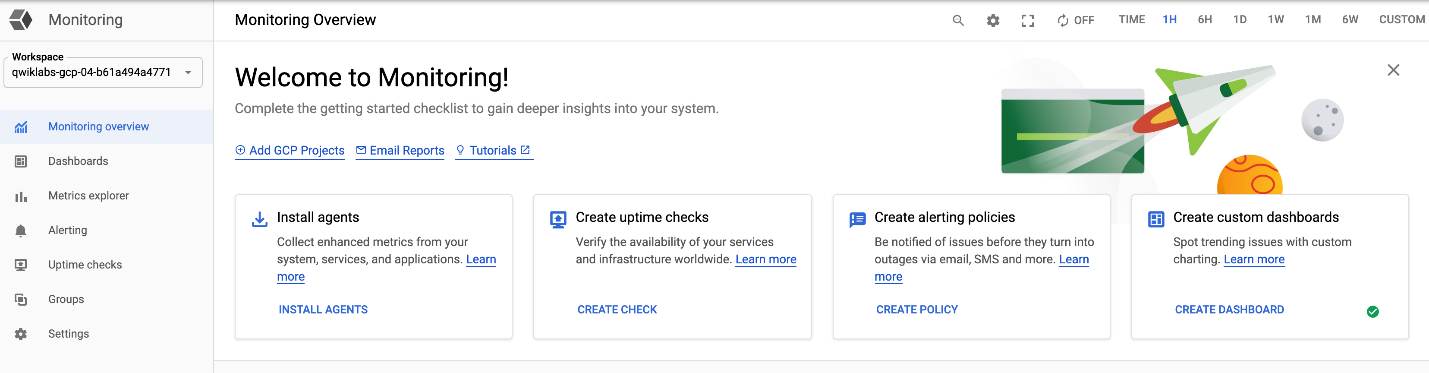 Monitoring
Monitoring Overview
OFF
TIME 1H 6H 1D 1W 1M 6W CUSTOM
Workspace
qwiklabs-gcp-04-b61a494a4771
Monitoring overview
Dashboards
Metrics explorer
Alerting
Uptime checks
Groups
Settings
Welcome to Monitoring!
Complete the getting started checklist to gain deeper insights into your system.
Add GCP Projects Email Reports Tutorials
Install agents
Collect enhanced metrics from your
system, services, and applications. Learn
more
INSTALL AGENTS
Create uptime checks
Verify the availability of your services
and infrastructure worldwide. Learn more
CREATE CHECK
Create alerting policies
Be notified of issues before they turn into
outages via email, SMS and more. Learn
more
CREATE POLICY
Create custom dashboards
Spot trending issues with custom
charting. Learn more
CREATE DASHBOARD